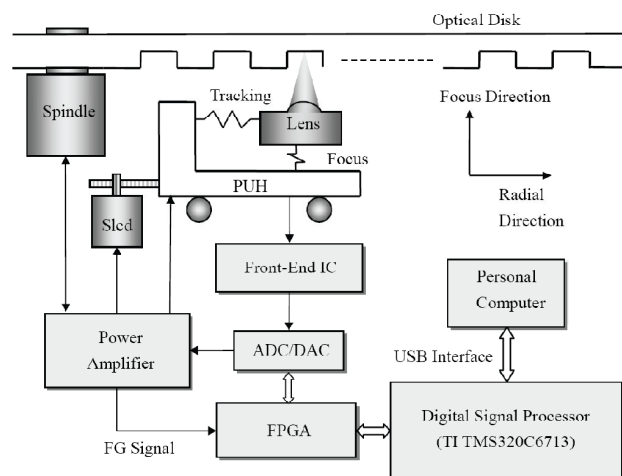 Optical Disk
Spindle
Tracking
Lens
Focus Direction
Focus
PUH
Radial
Direction
Sled
Front-End IC
Personal
Computer
Power
Amplifier
ADC/DAC
USB Interface
FG Signal
FPGA
Digital Signal Processor
(TI TMS320C6713)